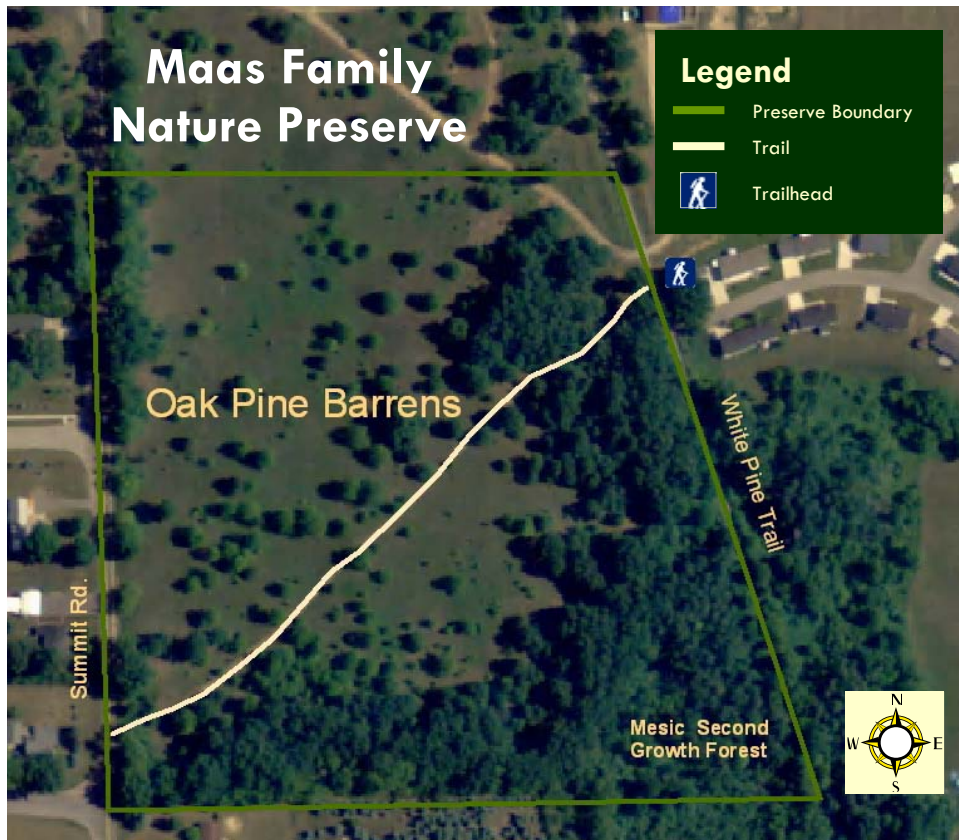 Maas Family
Nature Preserve
Legend
Preserve Boundary
Trail
Trailhead
Oak Pine Barrens
White Pine Trail
Summit Rd.
Mesic Second
Growth Forest
N
W E
S